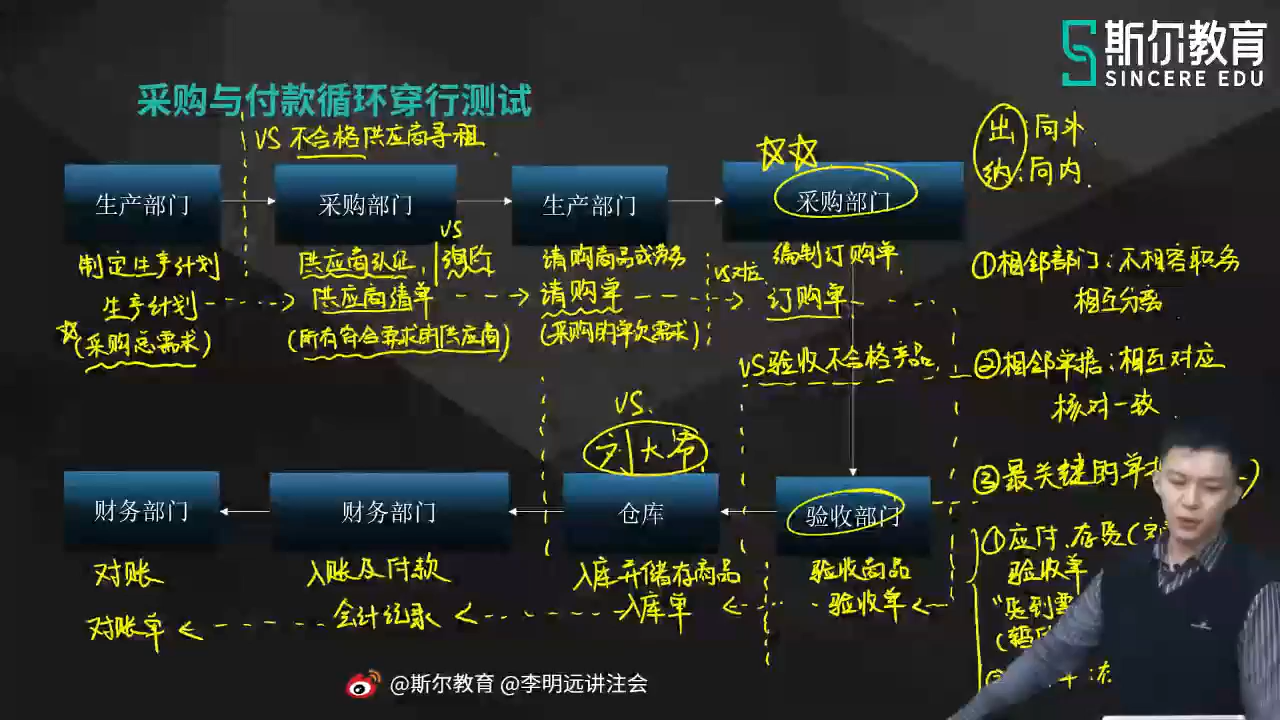 斯尔教育
SINCERE EDU
采购与付款循环穿行测试
VS 不合格供应商寻租
出:向外
纳:向内
生产部门
采购部门
生产部门
采购部门
制定生产计划
供应商认证
VS
询价
请购商品或劳务
编制订购单
生产计划
供应商清单
请购单
VS对应
订购单
(采购总需求)
(所有符合要求的供应商)
(采购的单次需求)
①相邻部门:不相容职务
相互分离
②相邻单据:相互对应
核对一致
VS验收不合格产品
VS
刘大爷
③最关键的单
财务部门
财务部门
仓库
验收部门
对账
入账及付款
入库并储存商品
验收商品
对账单
会计记录
入库单
验收单
①应付、存货(
验收单
@斯尔教育 @李明远讲注会